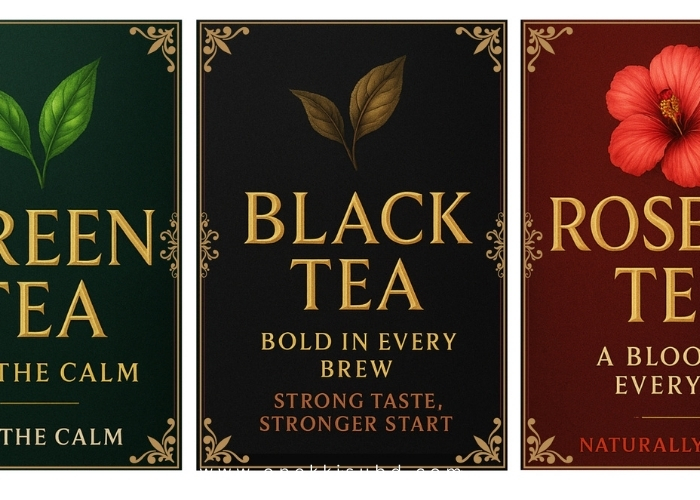 REEN
TEA
THE CALM
THE CALM
BLACK
TEA
BOLD IN EVERY
BREW
STRONG TASTE,
STRONGER START
ROSE
TE
A BLOO
EVERY
NATURALLY